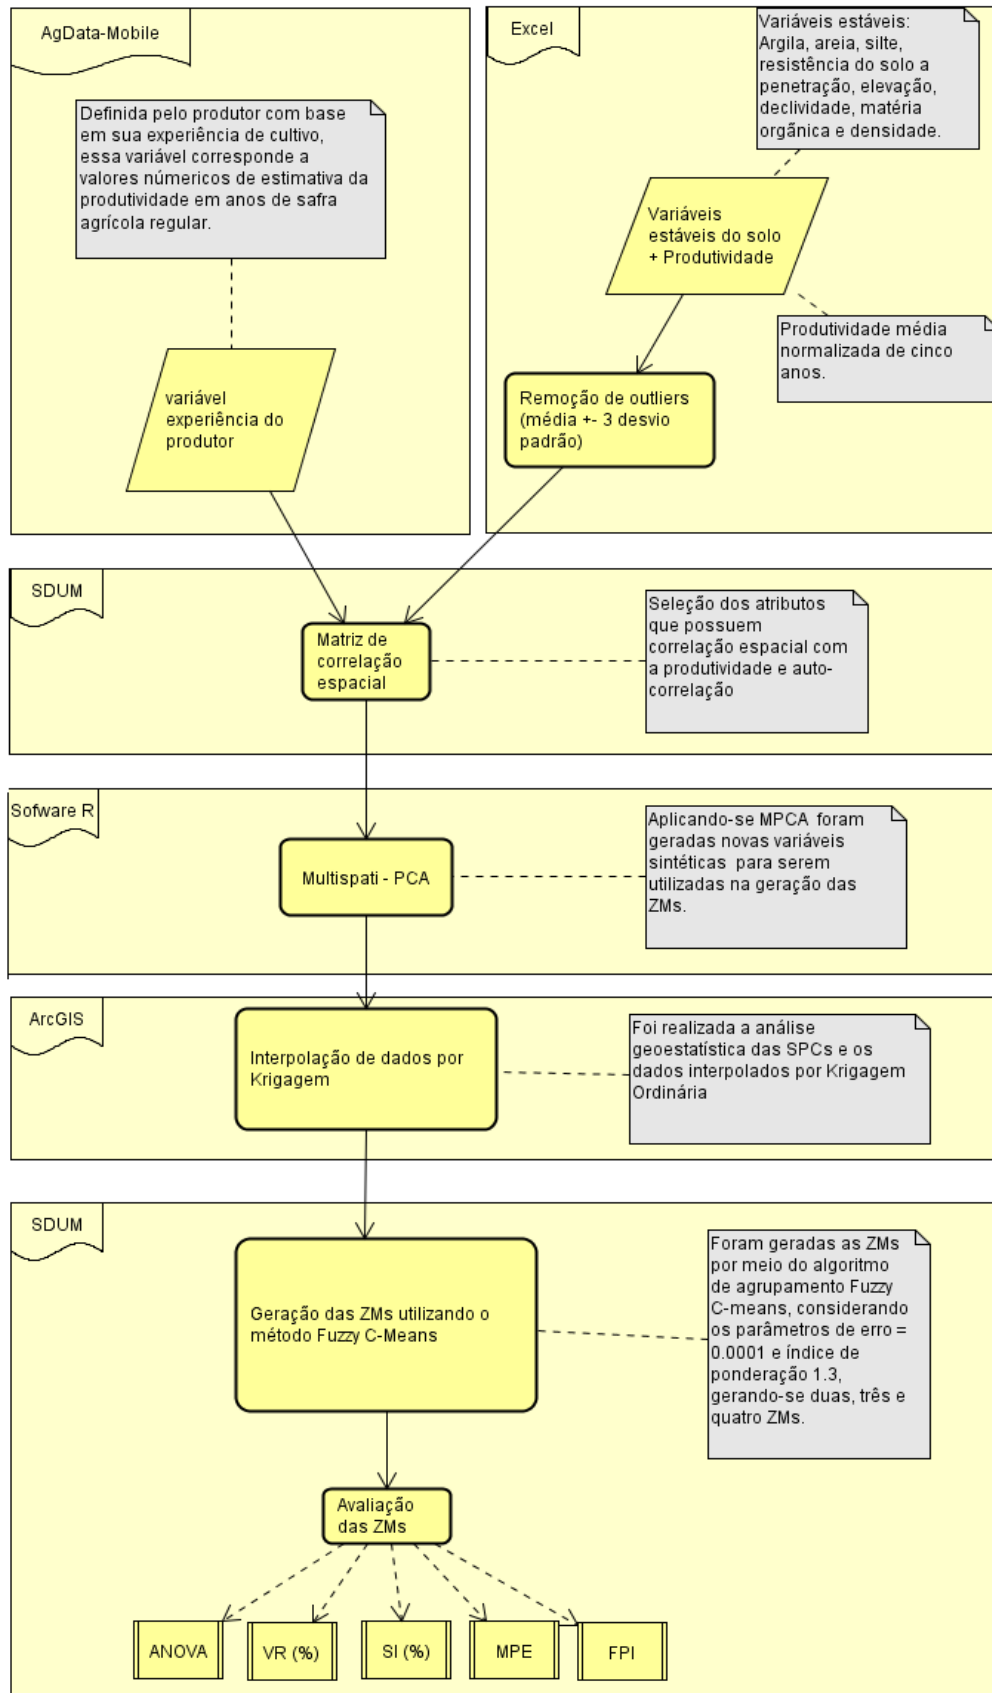 AgData-Mobile
Definida pelo produtor com base
em sua experiência de cultivo,
essa variável corresponde a
valores númericos de estimativa da
produtividade em anos de safra
agrícola regular.
variável
experiência do
produtor
Excel
Variáveis estáveis:
Argila, areia, silte,
resistência do solo a
penetração, elevação,
declividade, matéria
orgânica e densidade.
Variáveis
estáveis do solo
+ Produtividade
Produtividade média
normalizada de cinco
anos.
Remoção de outliers
(média +- 3 desvio
padrão)
SDUM
Matriz de
correlação
espacial
Seleção dos atributos
que possuem
correlação espacial com
a produtividade e auto-
correlação
Sofware R
Multispati - PCA
Aplicando-se MPCA foram
geradas novas variáveis
sintéticas para serem
utilizadas na geração das
ZMs.
ArcGIS
Interpolação de dados por
Krigagem
Foi realizada a análise
geoestatística das SPCs e os
dados interpolados por Krigagem
Ordinária
SDUM
Geração das ZMs utilizando o
método Fuzzy C-Means
Foram geradas as ZMs
por meio do algoritmo
de agrupamento Fuzzy
C-means, considerando
os parâmetros de erro =
0.0001 e índice de
ponderação 1.3,
gerando-se duas, três e
quatro ZMs.
Avaliação
das ZMs
ANOVA
VR (%)
SI (%)
MPE
FPI